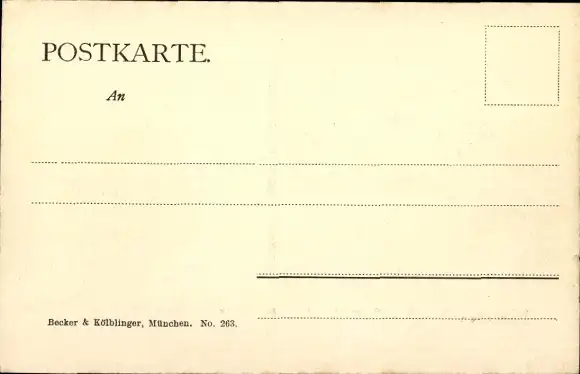 POSTKARTE.
An
Becker & Kölblinger, München. No. 263.